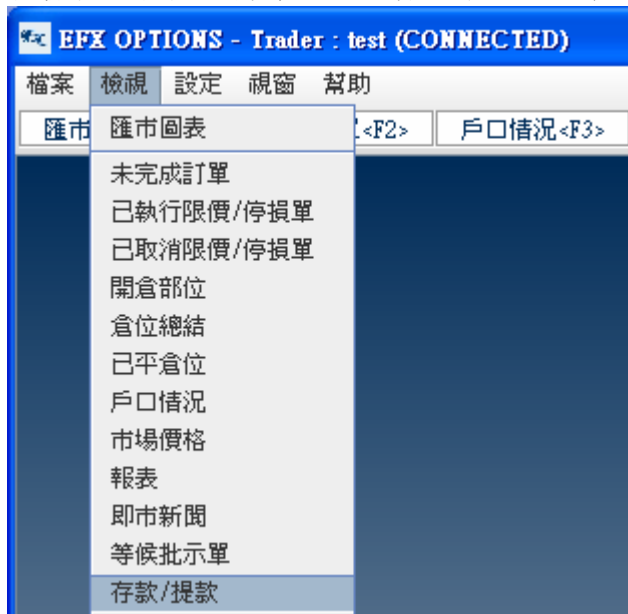 EFX OPTIONS - Trader : test (CONNECTED)
檔案 檢視 設定 視窗 幫助
匯市 <F2> 戶口情況<F3>
匯市圖表
未完成訂單
已執行限價/停損單
已取消限價/停損單
開倉部位
倉位總結
已平倉位
戶口情況
市場價格
報表
即市新聞
等候批示單
存款/提款